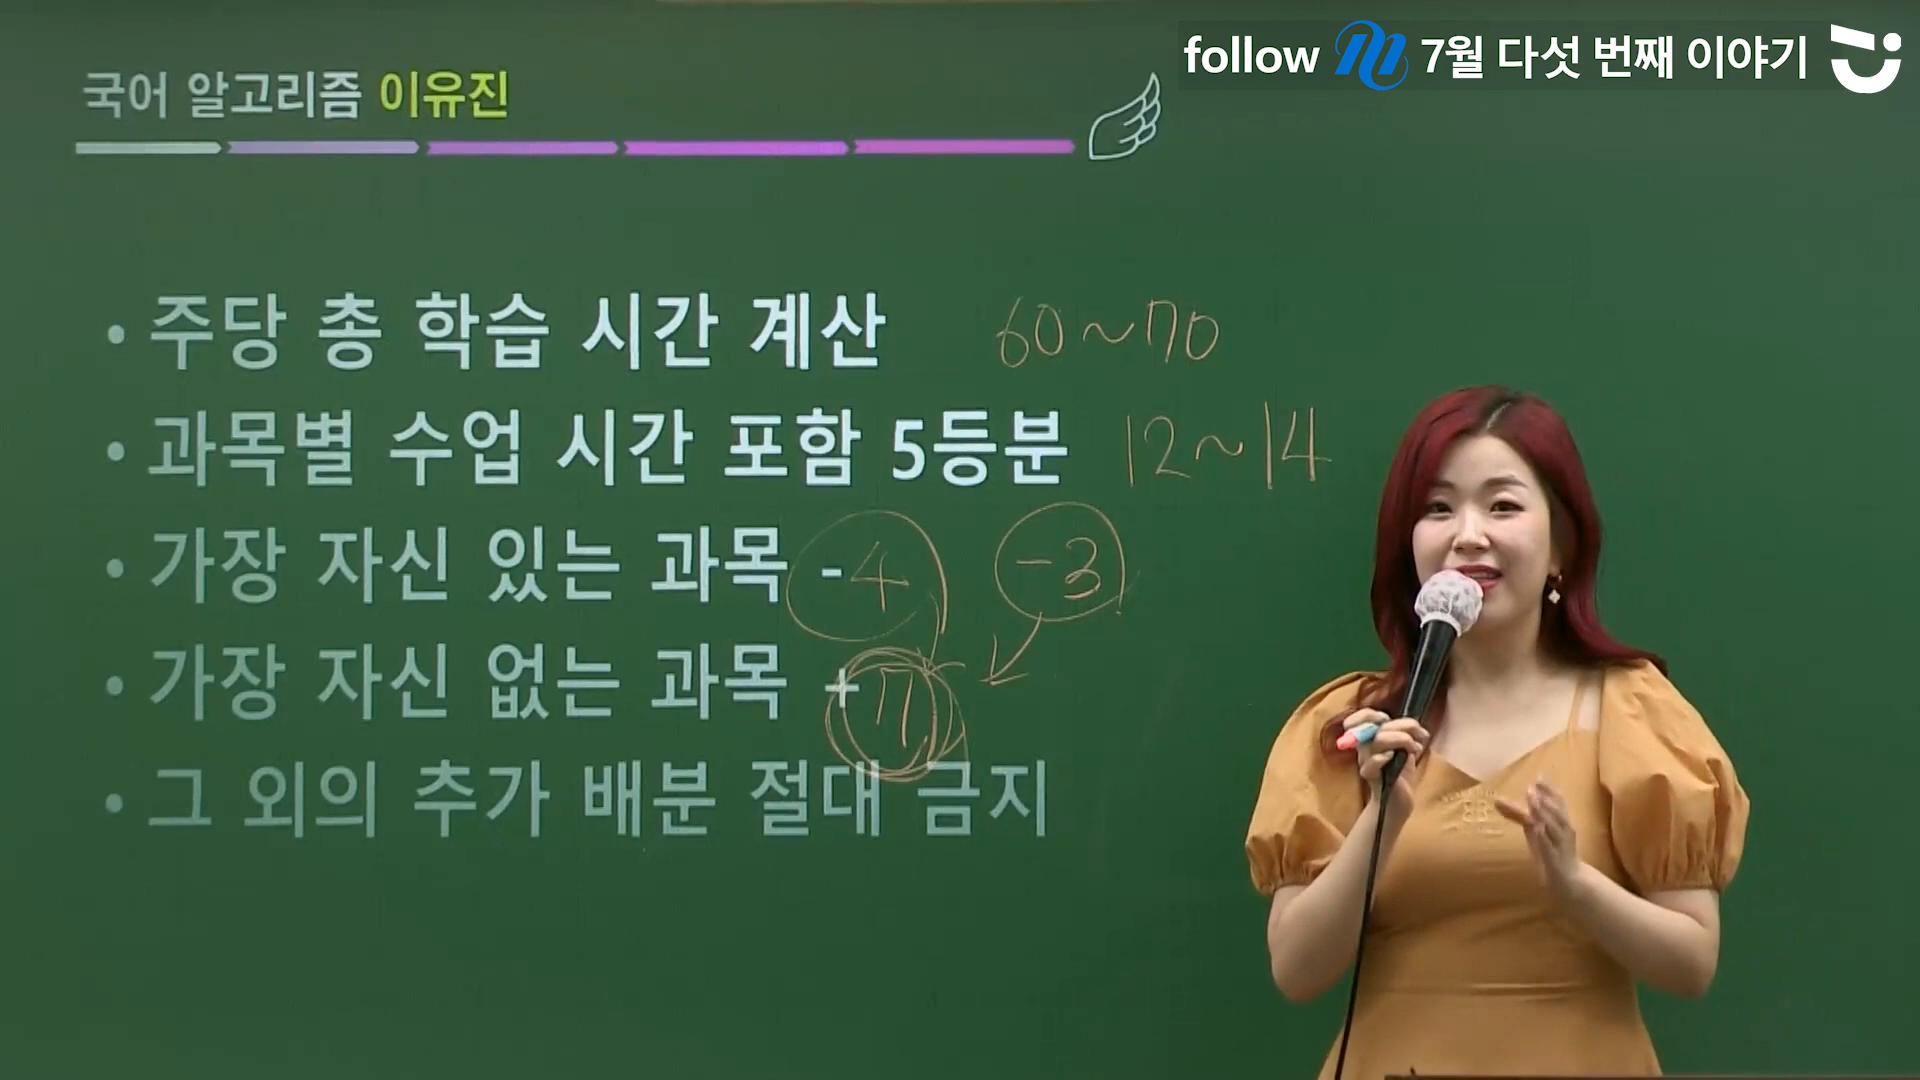 follow M 7월 다섯 번째 이야기
국어 알고리즘 이유진
• 주당 총 학습 시간 계산 60~70
• 과목별 수업 시간 포함 5등분 12~14
• 가장 자신 있는 과목 -4 -3
• 가장 자신 없는 과목 +7
• 그 외의 추가 배분 절대 금지